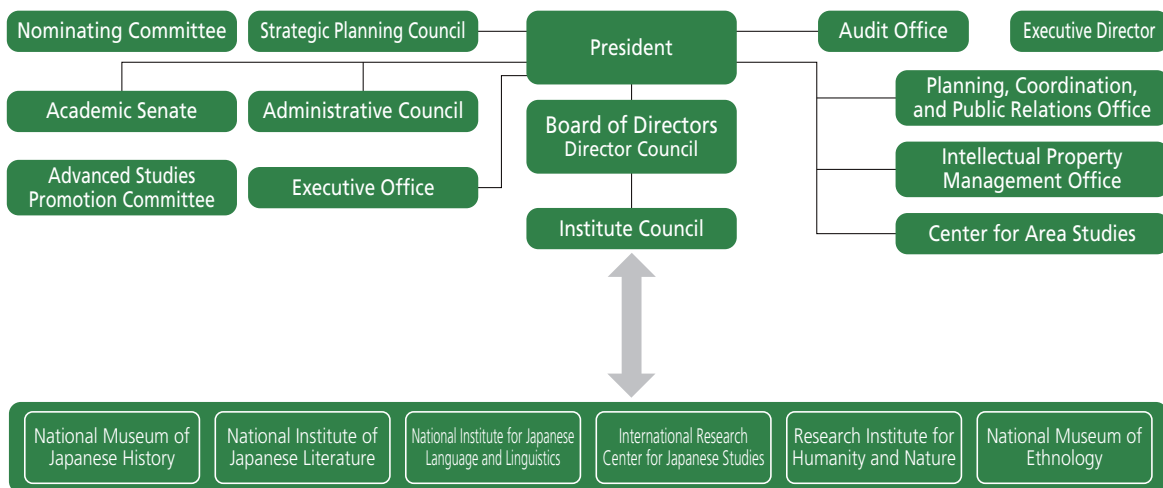 Nominating Committee
Strategic Planning Council
President
Audit Office
Executive Director
Academic Senate
Administrative Council
Planning, Coordination,
and Public Relations Office
Board of Directors
Director Council
Advanced Studies
Promotion Committee
Executive Office
Intellectual Property
Management Office
Institute Council
Center for Area Studies
National Museum of
Japanese History
National Institute of
Japanese Literature
National Institute for Japanese
Language and Linguistics
International Research
Center for Japanese Studies
Research Institute for
Humanity and Nature
National Museum of
Ethnology